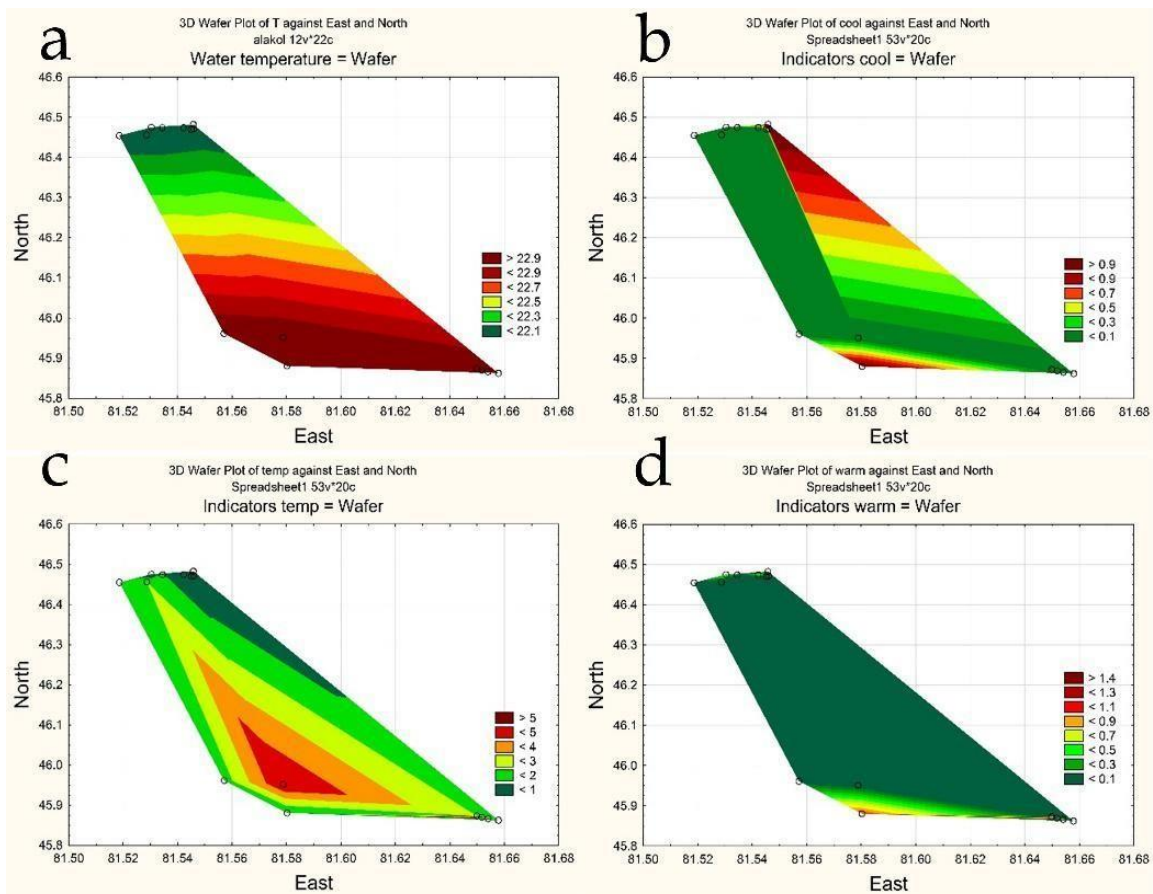 a
3D Wafer Plot of T against East and North
alakol 12v*22c
Water temperature = Wafer
North
46.6
46.5
46.4
46.3
46.2
46.1
46.0
45.9
45.8
> 22.9
< 22.9
< 22.7
< 22.5
< 22.3
< 22.1
81.50 81.52 81.54 81.56 81.58 81.60 81.62 81.64 81.66 81.68
East
b
3D Wafer Plot of cool against East and North
Spreadsheet1 53v*20c
Indicators cool = Wafer
North
46.6
46.5
46.4
46.3
46.2
46.1
46.0
45.9
45.8
> 0.9
< 0.9
< 0.7
< 0.5
< 0.3
< 0.1
81.50 81.52 81.54 81.56 81.58 81.60 81.62 81.64 81.66 81.68
East
c
3D Wafer Plot of temp against East and North
Spreadsheet1 53v*20c
Indicators temp = Wafer
North
46.6
46.5
46.4
46.3
46.2
46.1
46.0
45.9
45.8
> 5
< 5
< 4
< 3
< 2
< 1
81.50 81.52 81.54 81.56 81.58 81.60 81.62 81.64 81.66 81.68
East
d
3D Wafer Plot of warm against East and North
Spreadsheet1 53v*20c
Indicators warm = Wafer
North
46.6
46.5
46.4
46.3
46.2
46.1
46.0
45.9
45.8
> 1.4
< 1.3
< 1.1
< 0.9
< 0.7
< 0.5
< 0.3
< 0.1
81.50 81.52 81.54 81.56 81.58 81.60 81.62 81.64 81.66 81.68
East